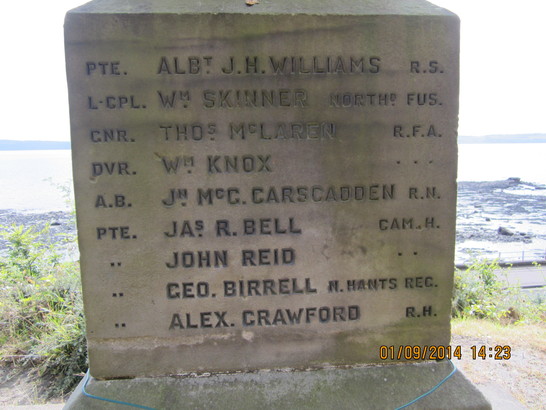 PTE. ALBT J.H. WILLIAMS R.S.
L-CPL. WM SKINNER NORTHD FUS.
GNR. THOS MCLAREN R.F.A.
DVR. WM KNOX . . .
A.B. JN MCG. CARSCADDEN R.N.
PTE. JAS R. BELL CAM. H.
.. JOHN REID . .
.. GEO. BIRRELL N. HANTS REG.
.. ALEX. CRAWFORD R.H.
01/09/2014 14:23